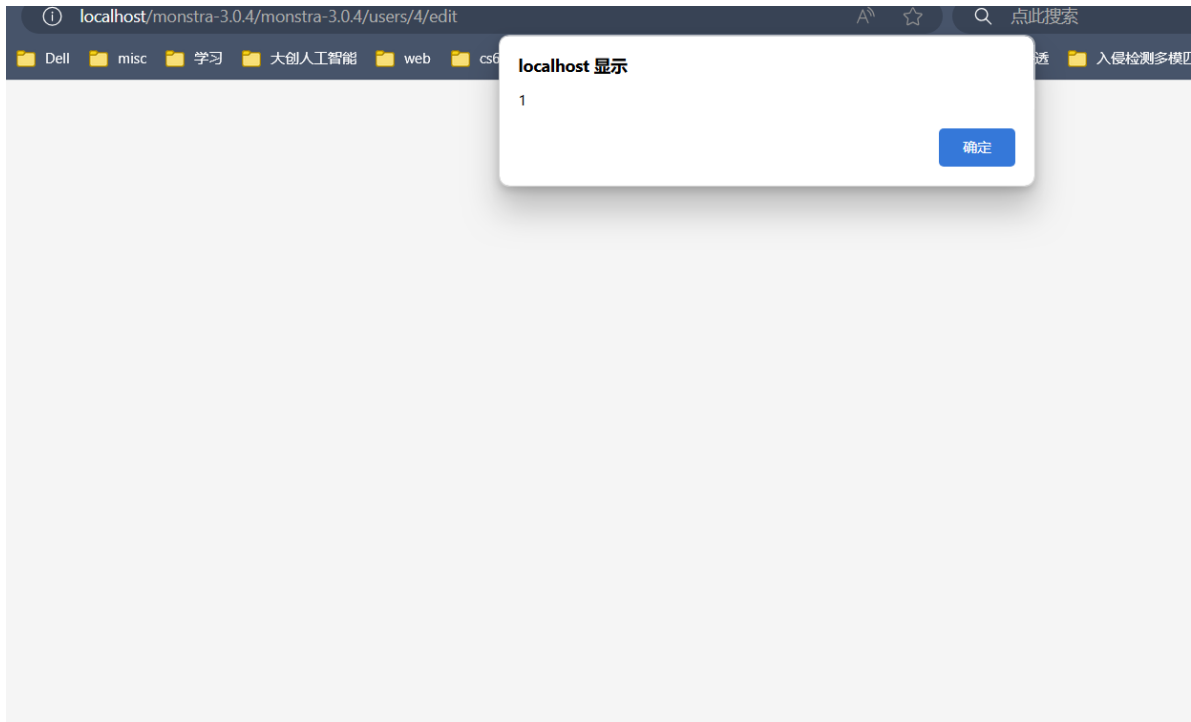 localhost/monstra-3.0.4/monstra-3.0.4/users/4/edit
点此搜索
Dell misc 学习 大创人工智能 web cs6 透 入侵检测多模匹
localhost 显示
1
确定